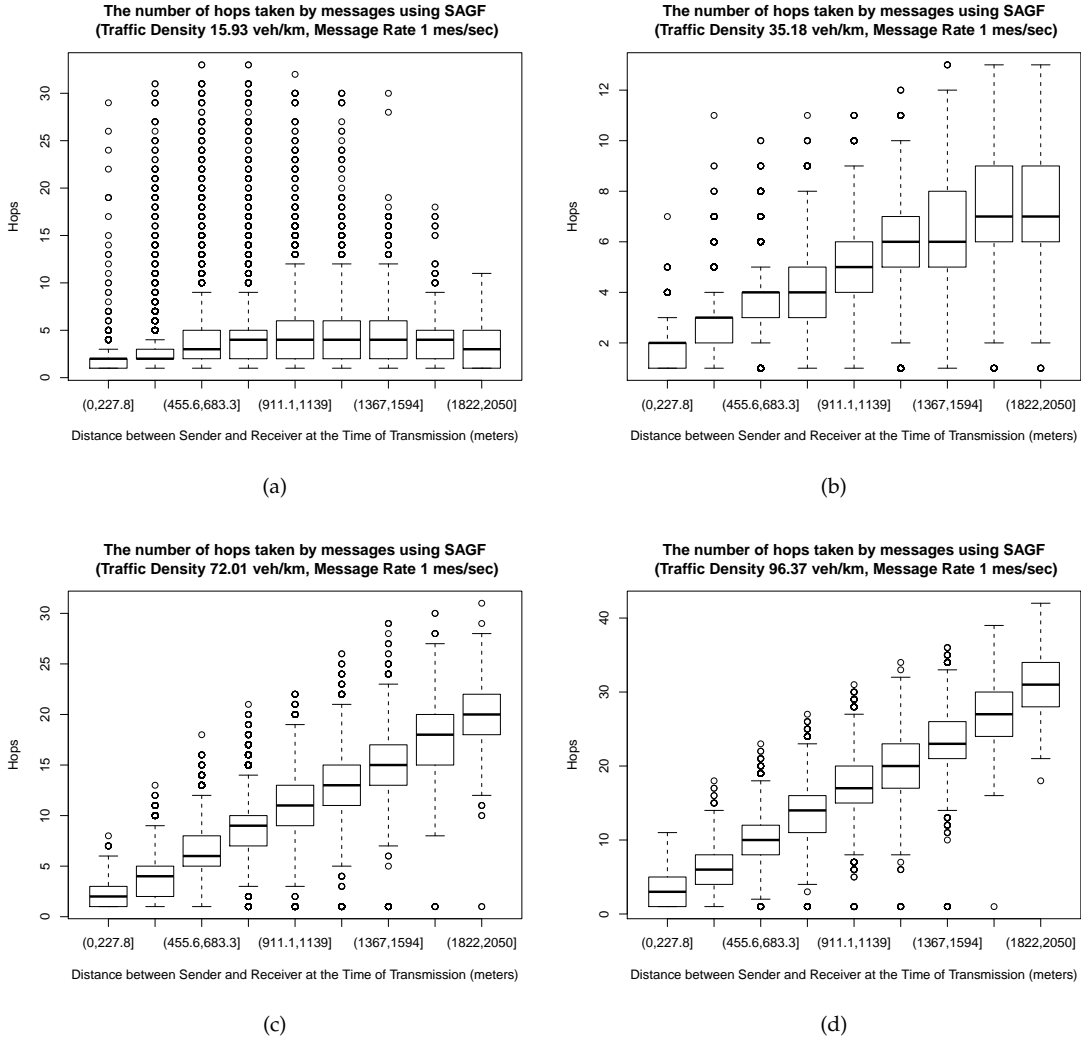 The number of hops taken by messages using SAGF
(Traffic Density 15.93 veh/km, Message Rate 1 mes/sec)
Hops
30
25
20
15
10
5
0
(0,227.8]
(455.6,683.3]
(911.1,1139]
(1367,1594]
(1822,2050]
Distance between Sender and Receiver at the Time of Transmission (meters)
(a)
The number of hops taken by messages using SAGF
(Traffic Density 35.18 veh/km, Message Rate 1 mes/sec)
Hops
12
10
8
6
4
2
(0,227.8]
(455.6,683.3]
(911.1,1139]
(1367,1594]
(1822,2050]
Distance between Sender and Receiver at the Time of Transmission (meters)
(b)
The number of hops taken by messages using SAGF
(Traffic Density 72.01 veh/km, Message Rate 1 mes/sec)
Hops
30
25
20
15
10
5
0
(0,227.8]
(455.6,683.3]
(911.1,1139]
(1367,1594]
(1822,2050]
Distance between Sender and Receiver at the Time of Transmission (meters)
(c)
The number of hops taken by messages using SAGF
(Traffic Density 96.37 veh/km, Message Rate 1 mes/sec)
Hops
40
30
20
10
0
(0,227.8]
(455.6,683.3]
(911.1,1139]
(1367,1594]
(1822,2050]
Distance between Sender and Receiver at the Time of Transmission (meters)
(d)